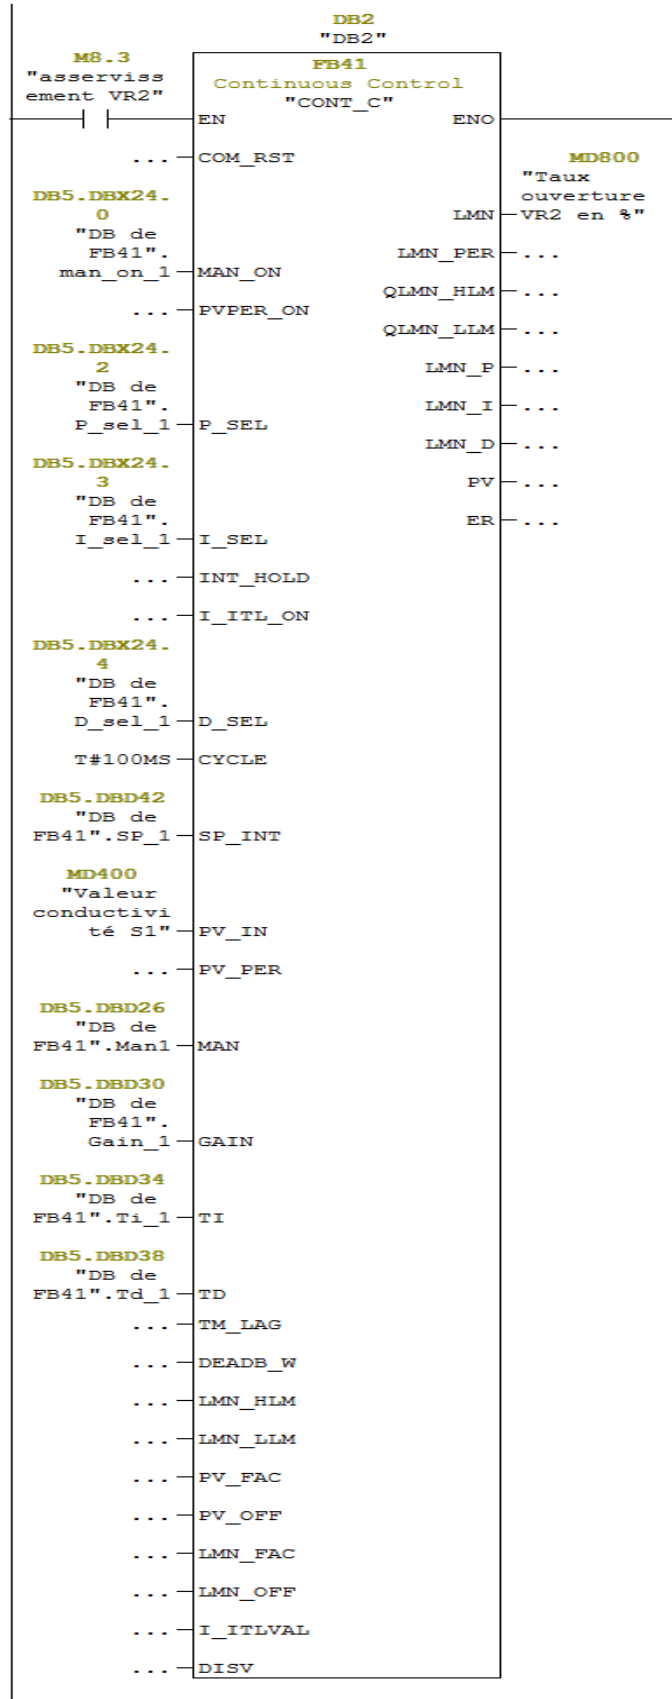 DB2
"DB2"
M8.3
"asserviss
ement VR2"
FB41
Continuous Control
"CONT_C"
EN
ENO
... COM_RST
MD800
"Taux
ouverture
VR2 en %"
LMN
DB5.DBX24.
0
"DB de
FB41".
man_on_1
MAN_ON
LMN_PER ...
... PVPER_ON
QLMN_HLM ...
QLMN_LLM ...
DB5.DBX24.
2
"DB de
FB41".
P_sel_1
P_SEL
LMN_P ...
LMN_I ...
LMN_D ...
DB5.DBX24.
3
"DB de
FB41".
I_sel_1
I_SEL
PV ...
ER ...
... INT_HOLD
... I_ITL_ON
DB5.DBX24.
4
"DB de
FB41".
D_sel_1
D_SEL
T#100MS CYCLE
DB5.DBD42
"DB de
FB41".SP_1
SP_INT
MD400
"Valeur
conductivi
té S1"
PV_IN
... PV_PER
DB5.DBD26
"DB de
FB41".Man1
MAN
DB5.DBD30
"DB de
FB41".
Gain_1
GAIN
DB5.DBD34
"DB de
FB41".Ti_1
TI
DB5.DBD38
"DB de
FB41".Td_1
TD
... TM_LAG
... DEADB_W
... LMN_HLM
... LMN_LLM
... PV_FAC
... PV_OFF
... LMN_FAC
... LMN_OFF
... I_ITLVAL
... DISV